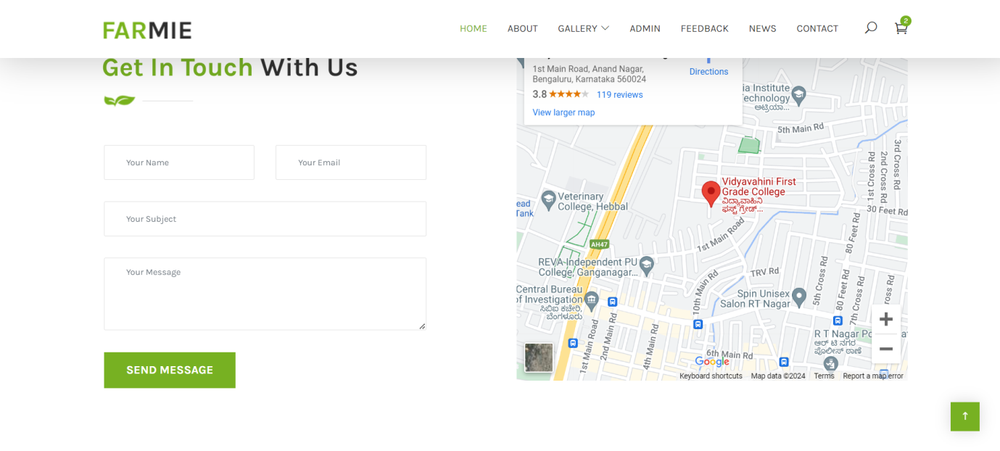 FARMIE
HOME ABOUT GALLERY ADMIN FEEDBACK NEWS CONTACT
2
Get In Touch With Us
Your Name
Your Email
Your Subject
Your Message
SEND MESSAGE
1st Main Road, Anand Nagar,
Bengaluru, Karnataka 560024
Directions
3.8
119 reviews
View larger map
ia Institute
echnology
5th Main Rd
3rd Cross Rd
2nd Cross Rd
1st Cross Rd
Vidyavahini First
Grade College
ವಿದ್ಯಾವಾಹಿನಿ
ಫಸ್ಟ್ ಗ್ರೇಡ್...
Veterinary
College, Hebbal
ead
Tank
30 Feet Rd
80 Feet Rd
1st Main Road
AH47
REVA Independent PU
College, Ganganagar...
TRV Rd
5th Cross Rd
80 Feet Rd
7th Cross Rd
ross Rd
10th Main Rd
Central Bureau
of Investigation
ಸಿಬಿಐ ಕಚೇರಿ,
ಬೆಂಗಳೂರು
Spin Unisex
Salon RT Nagar
1st Main Road
2nd Main Rd
4th Main Rd
6th Main Rd
R T Nagar Po
ಆರ್ ಟಿ ನಗರ
ಪೊಲೀಸ್ ಠಾಣೆ
Google
Keyboard shortcuts Map data ©2024 Terms Report a map error